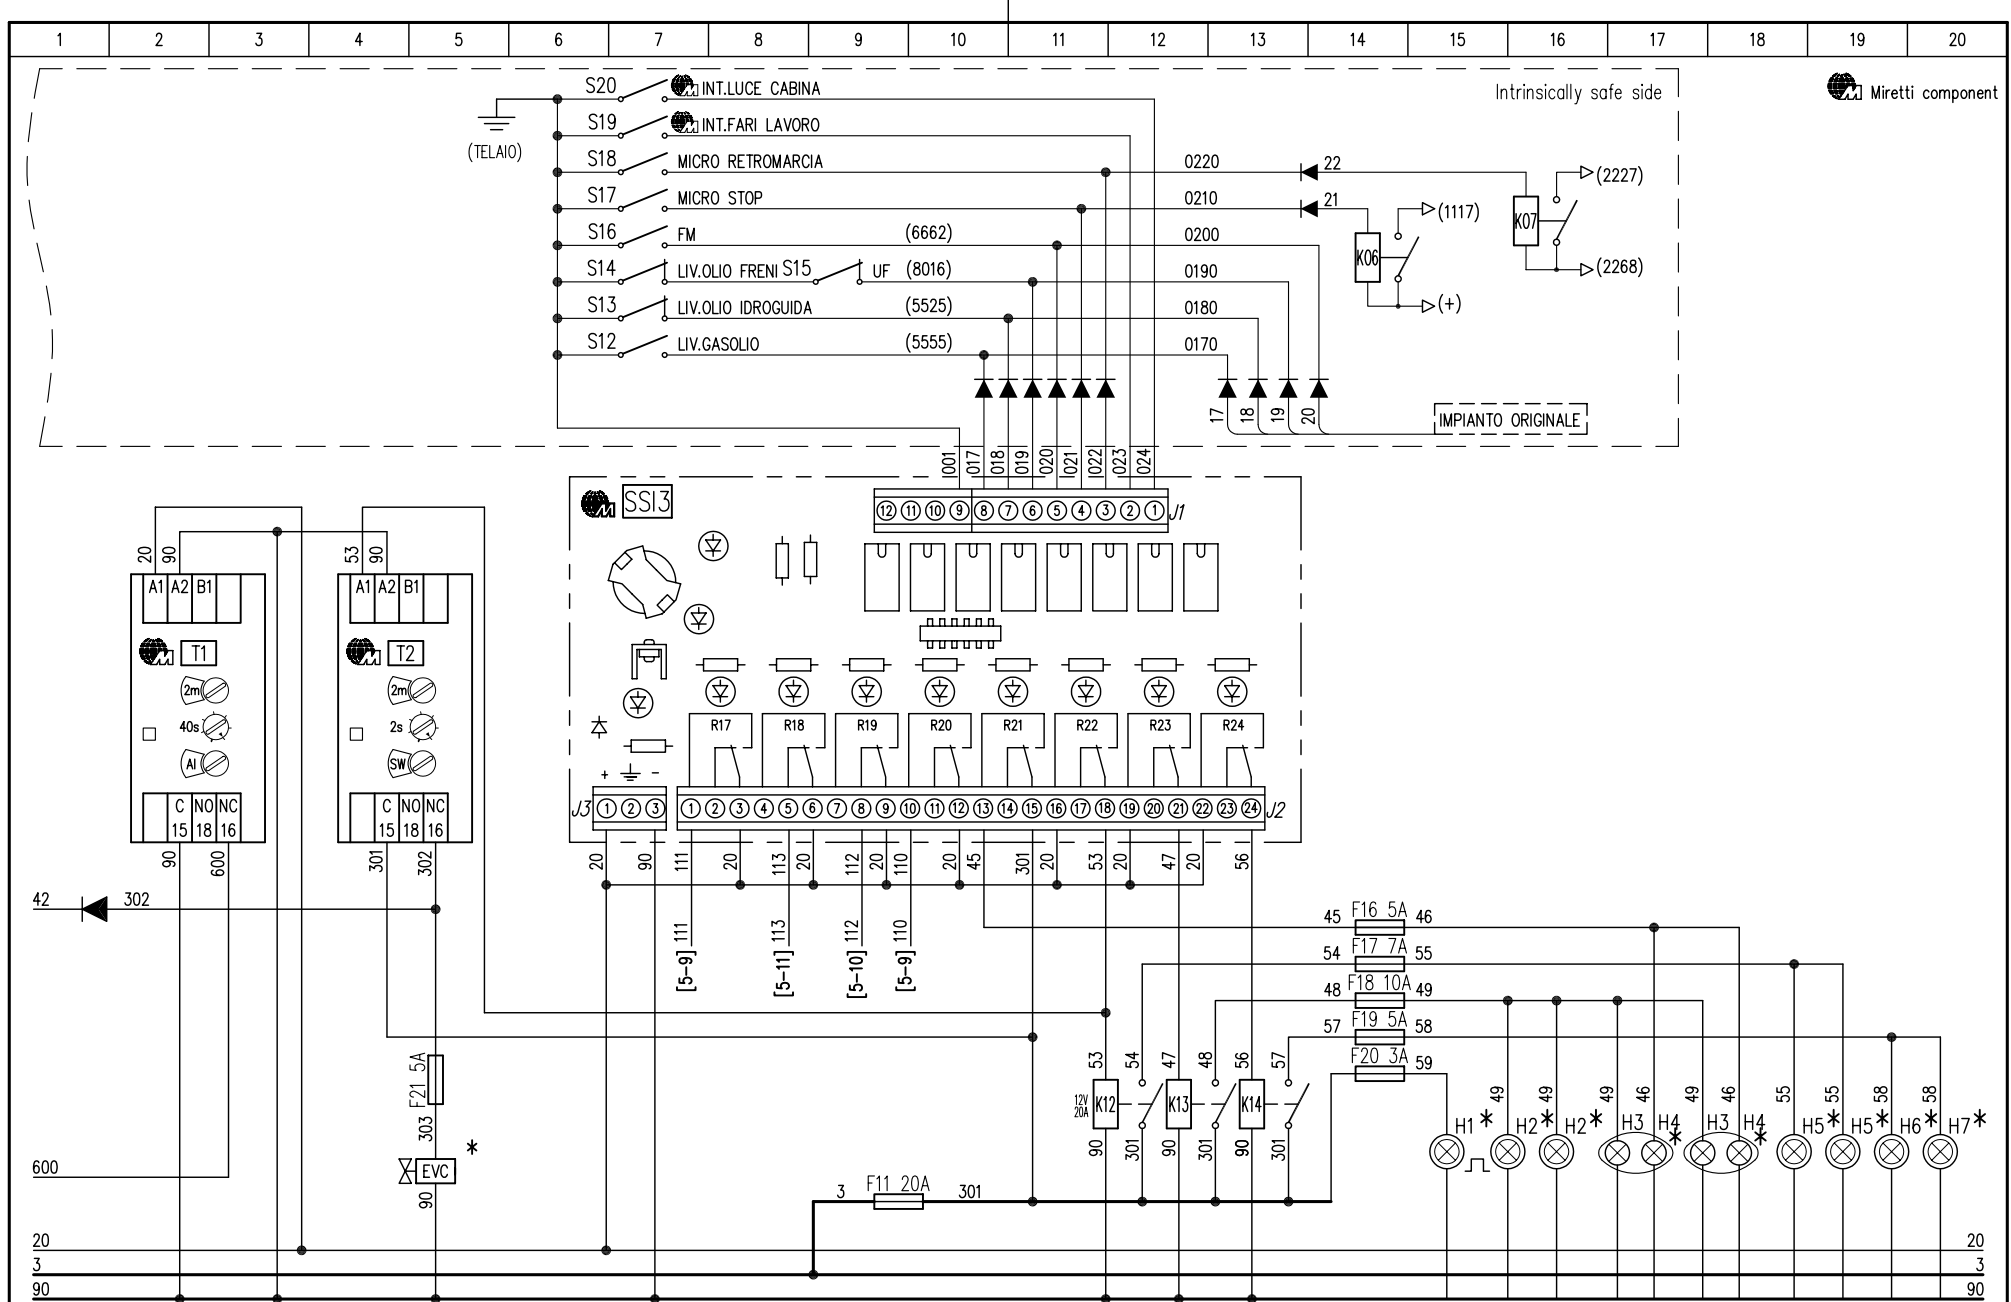 1 2 3 4 5 6 7 8 9 10 11 12 13 14 15 16 17 18 19 20
S20 INT.LUCE CABINA
Intrinsically safe side
Miretti component
S19 INT.FARI LAVORO
(TELAIO)
S18 MICRO RETROMARCIA 0220 22 (2227)
S17 MICRO STOP 0210 21 (1117)
K07
S16 FM (6662) 0200
K06
S14 LIV.OLIO FRENI S15 UF (8016) 0190 (2268)
S13 LIV.OLIO IDROGUIDA (5525) 0180 (+)
S12 LIV.GASOLIO (5555) 0170
17 18 19 20
IMPIANTO ORIGINALE
001 017 018 019 020 021 022 023 024
SSI3
12 11 10 9 8 7 6 5 4 3 2 1 J1
20 90 53 90
A1 A2 B1 A1 A2 B1
T1 T2
2m 2m
40s 2s
AI SW
R17 R18 R19 R20 R21 R22 R23 R24
+ -
C NO NC C NO NC
15 18 16 15 18 16
J3 1 2 3 1 2 3 4 5 6 7 8 9 10 11 12 13 14 15 16 17 18 19 20 21 22 23 24 J2
90 600 301 302 20 90 111 20 113 20 112 20 110 20 45 301 20 53 20 47 20 56
42 302
111 113 112 110
[5-9] [5-11] [5-10] [5-9]
45 F16 5A 46
54 F17 7A 55
48 F18 10A 49
57 F19 5A 58
F20 3A 59
F21 5A
53 54 47 48 56 57
12V
20A
K12 K13 K14
49 49 49 46 49 46 55 55 58 58
303
*
H1 * H2 * H2 * H3 H4 * H3 H4 * H5 * H5 * H6 * H7 *
90 301 90 301 90 301
600
EVC
90
3 F11 20A 301
20 20
3 3
90 90